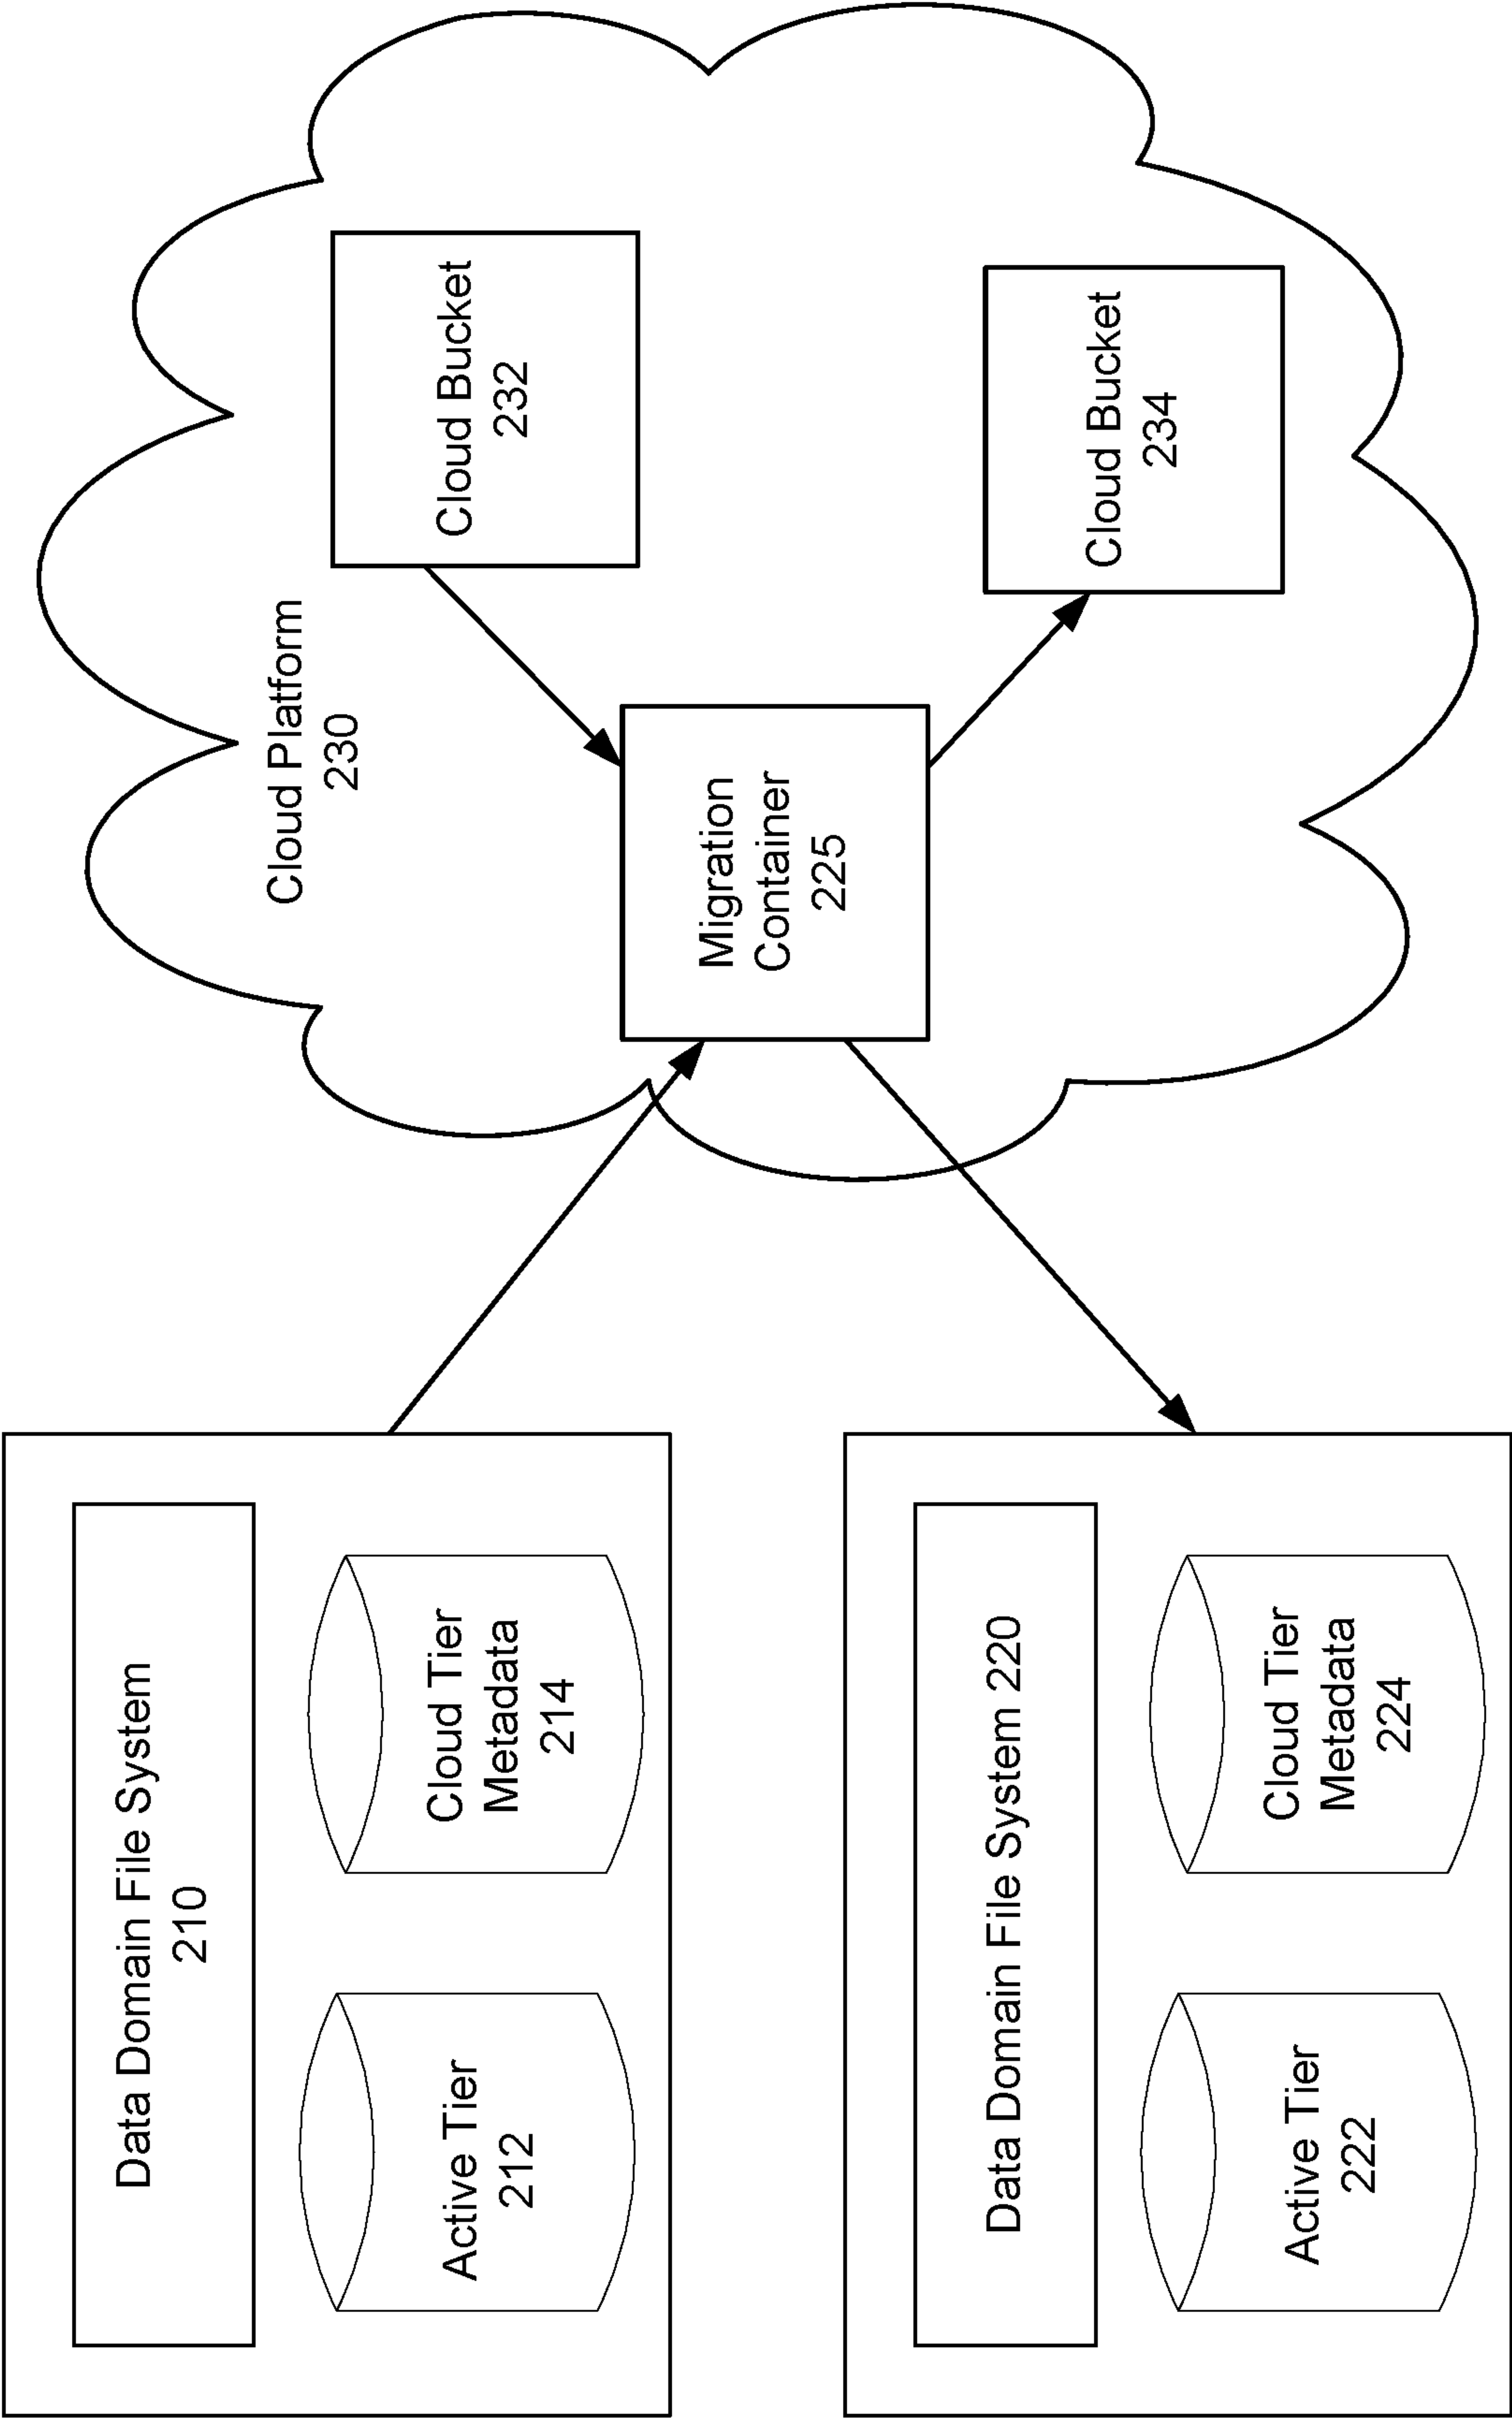 Data Domain File System
210
Active Tier
212
Cloud Tier
Metadata
214
Data Domain File System 220
Active Tier
222
Cloud Tier
Metadata
224
Cloud Platform
230
Migration
Container
225
Cloud Bucket
232
Cloud Bucket
234